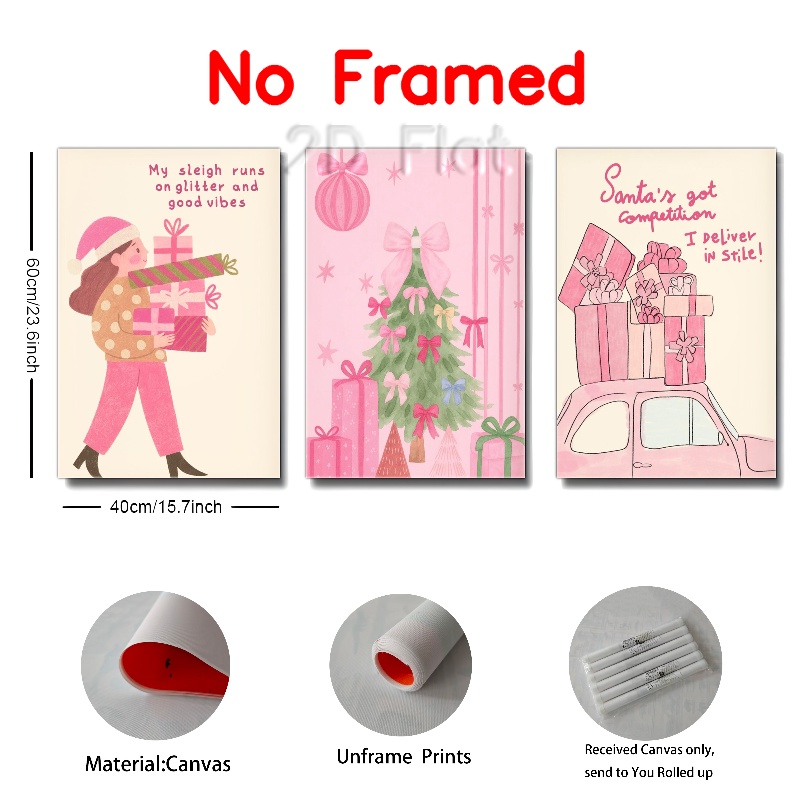 No Framed
2D Flat
My sleigh runs
on glitter and
good vibes
Santa's got
Competition
I Deliver
in Stile!
60cm/23.6inch
40cm/15.7inch
Material:Canvas
Unframe Prints
Received Canvas only,
send to You Rolled up